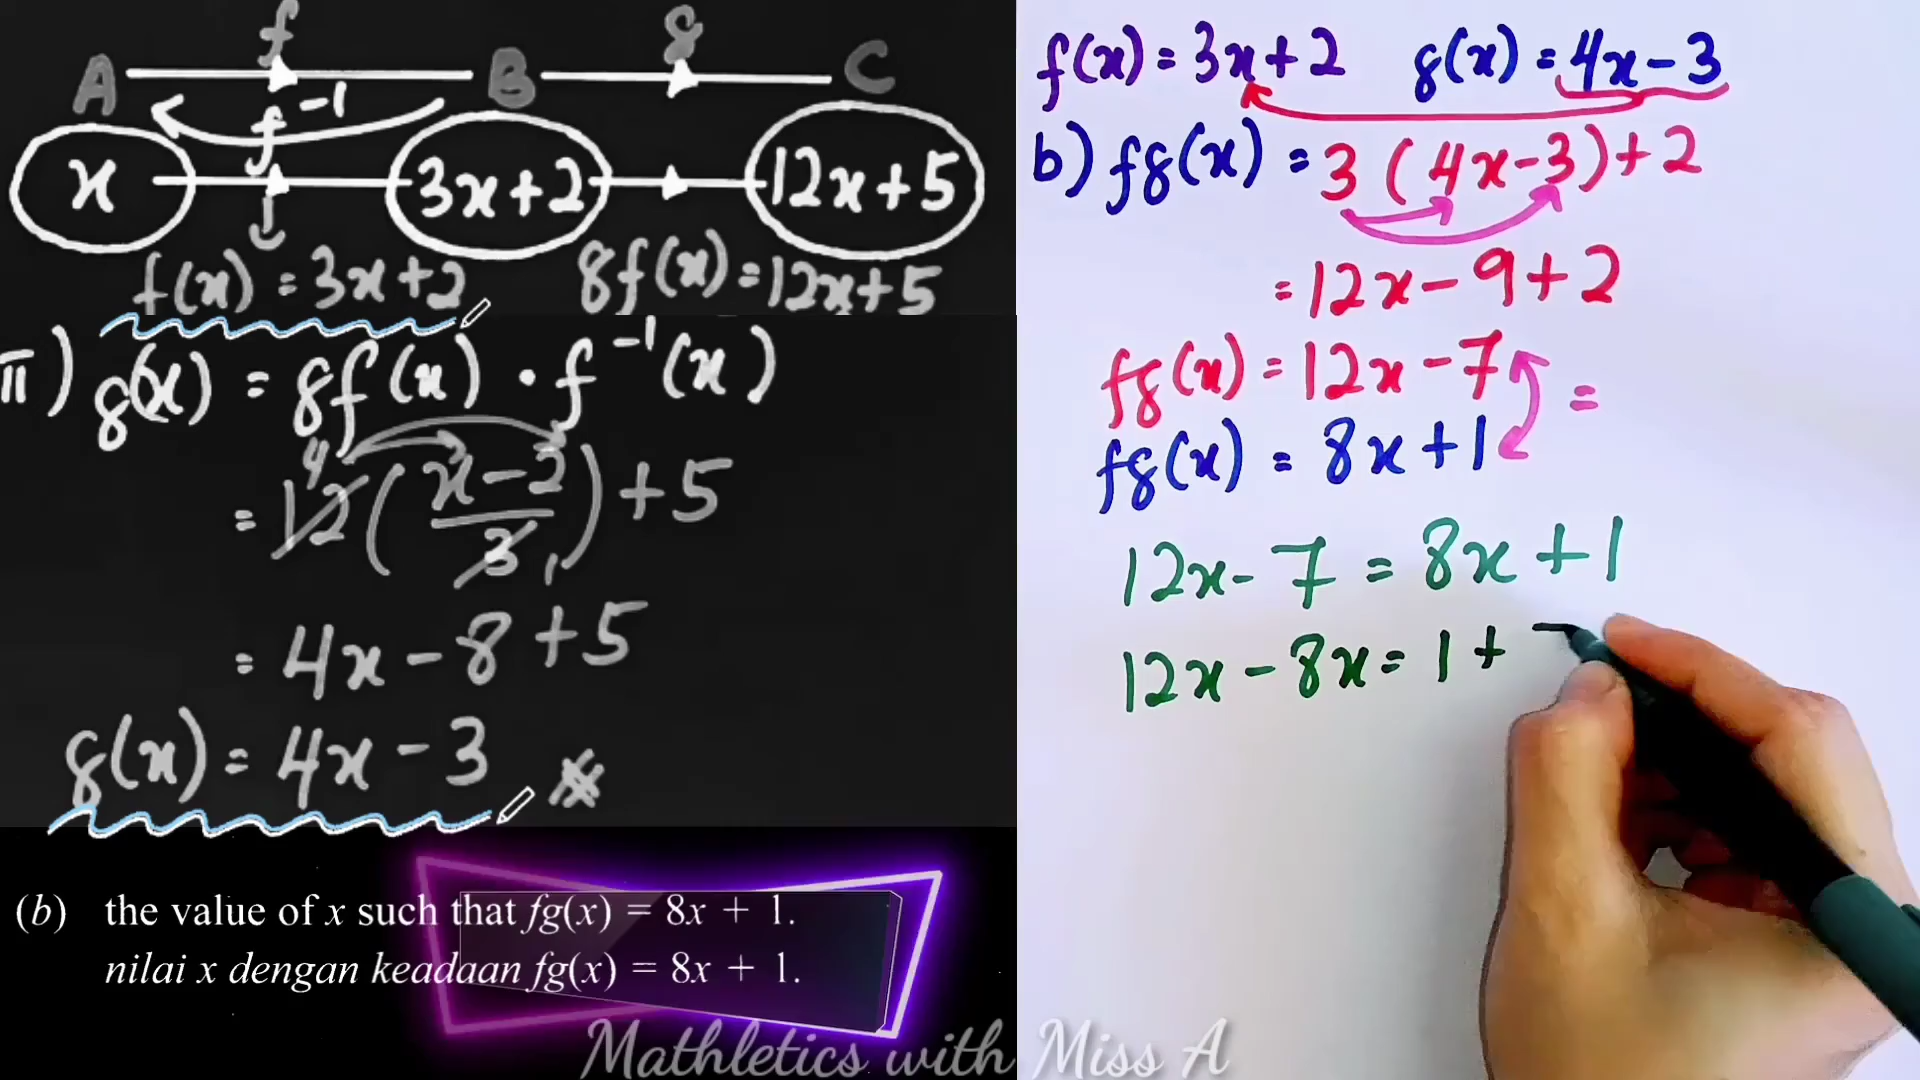 A f B g C
f⁻¹
x 3x+2 12x+5
f(x) = 3x+2 gf(x) = 12x+5
ii) g(x) = gf(x) · f⁻¹(x)
4
= 12 ( x-2 / 3 ) + 5
1
= 4x - 8 + 5
g(x) = 4x - 3
(b) the value of x such that fg(x) = 8x + 1.
nilai x dengan keadaan fg(x) = 8x + 1.
f(x) = 3x+2 g(x) = 4x-3
b) fg(x) = 3(4x-3)+2
= 12x-9+2
fg(x) = 12x-7
=
fg(x) = 8x+1
12x-7 = 8x+1
12x-8x = 1+
Mathletics with Miss A